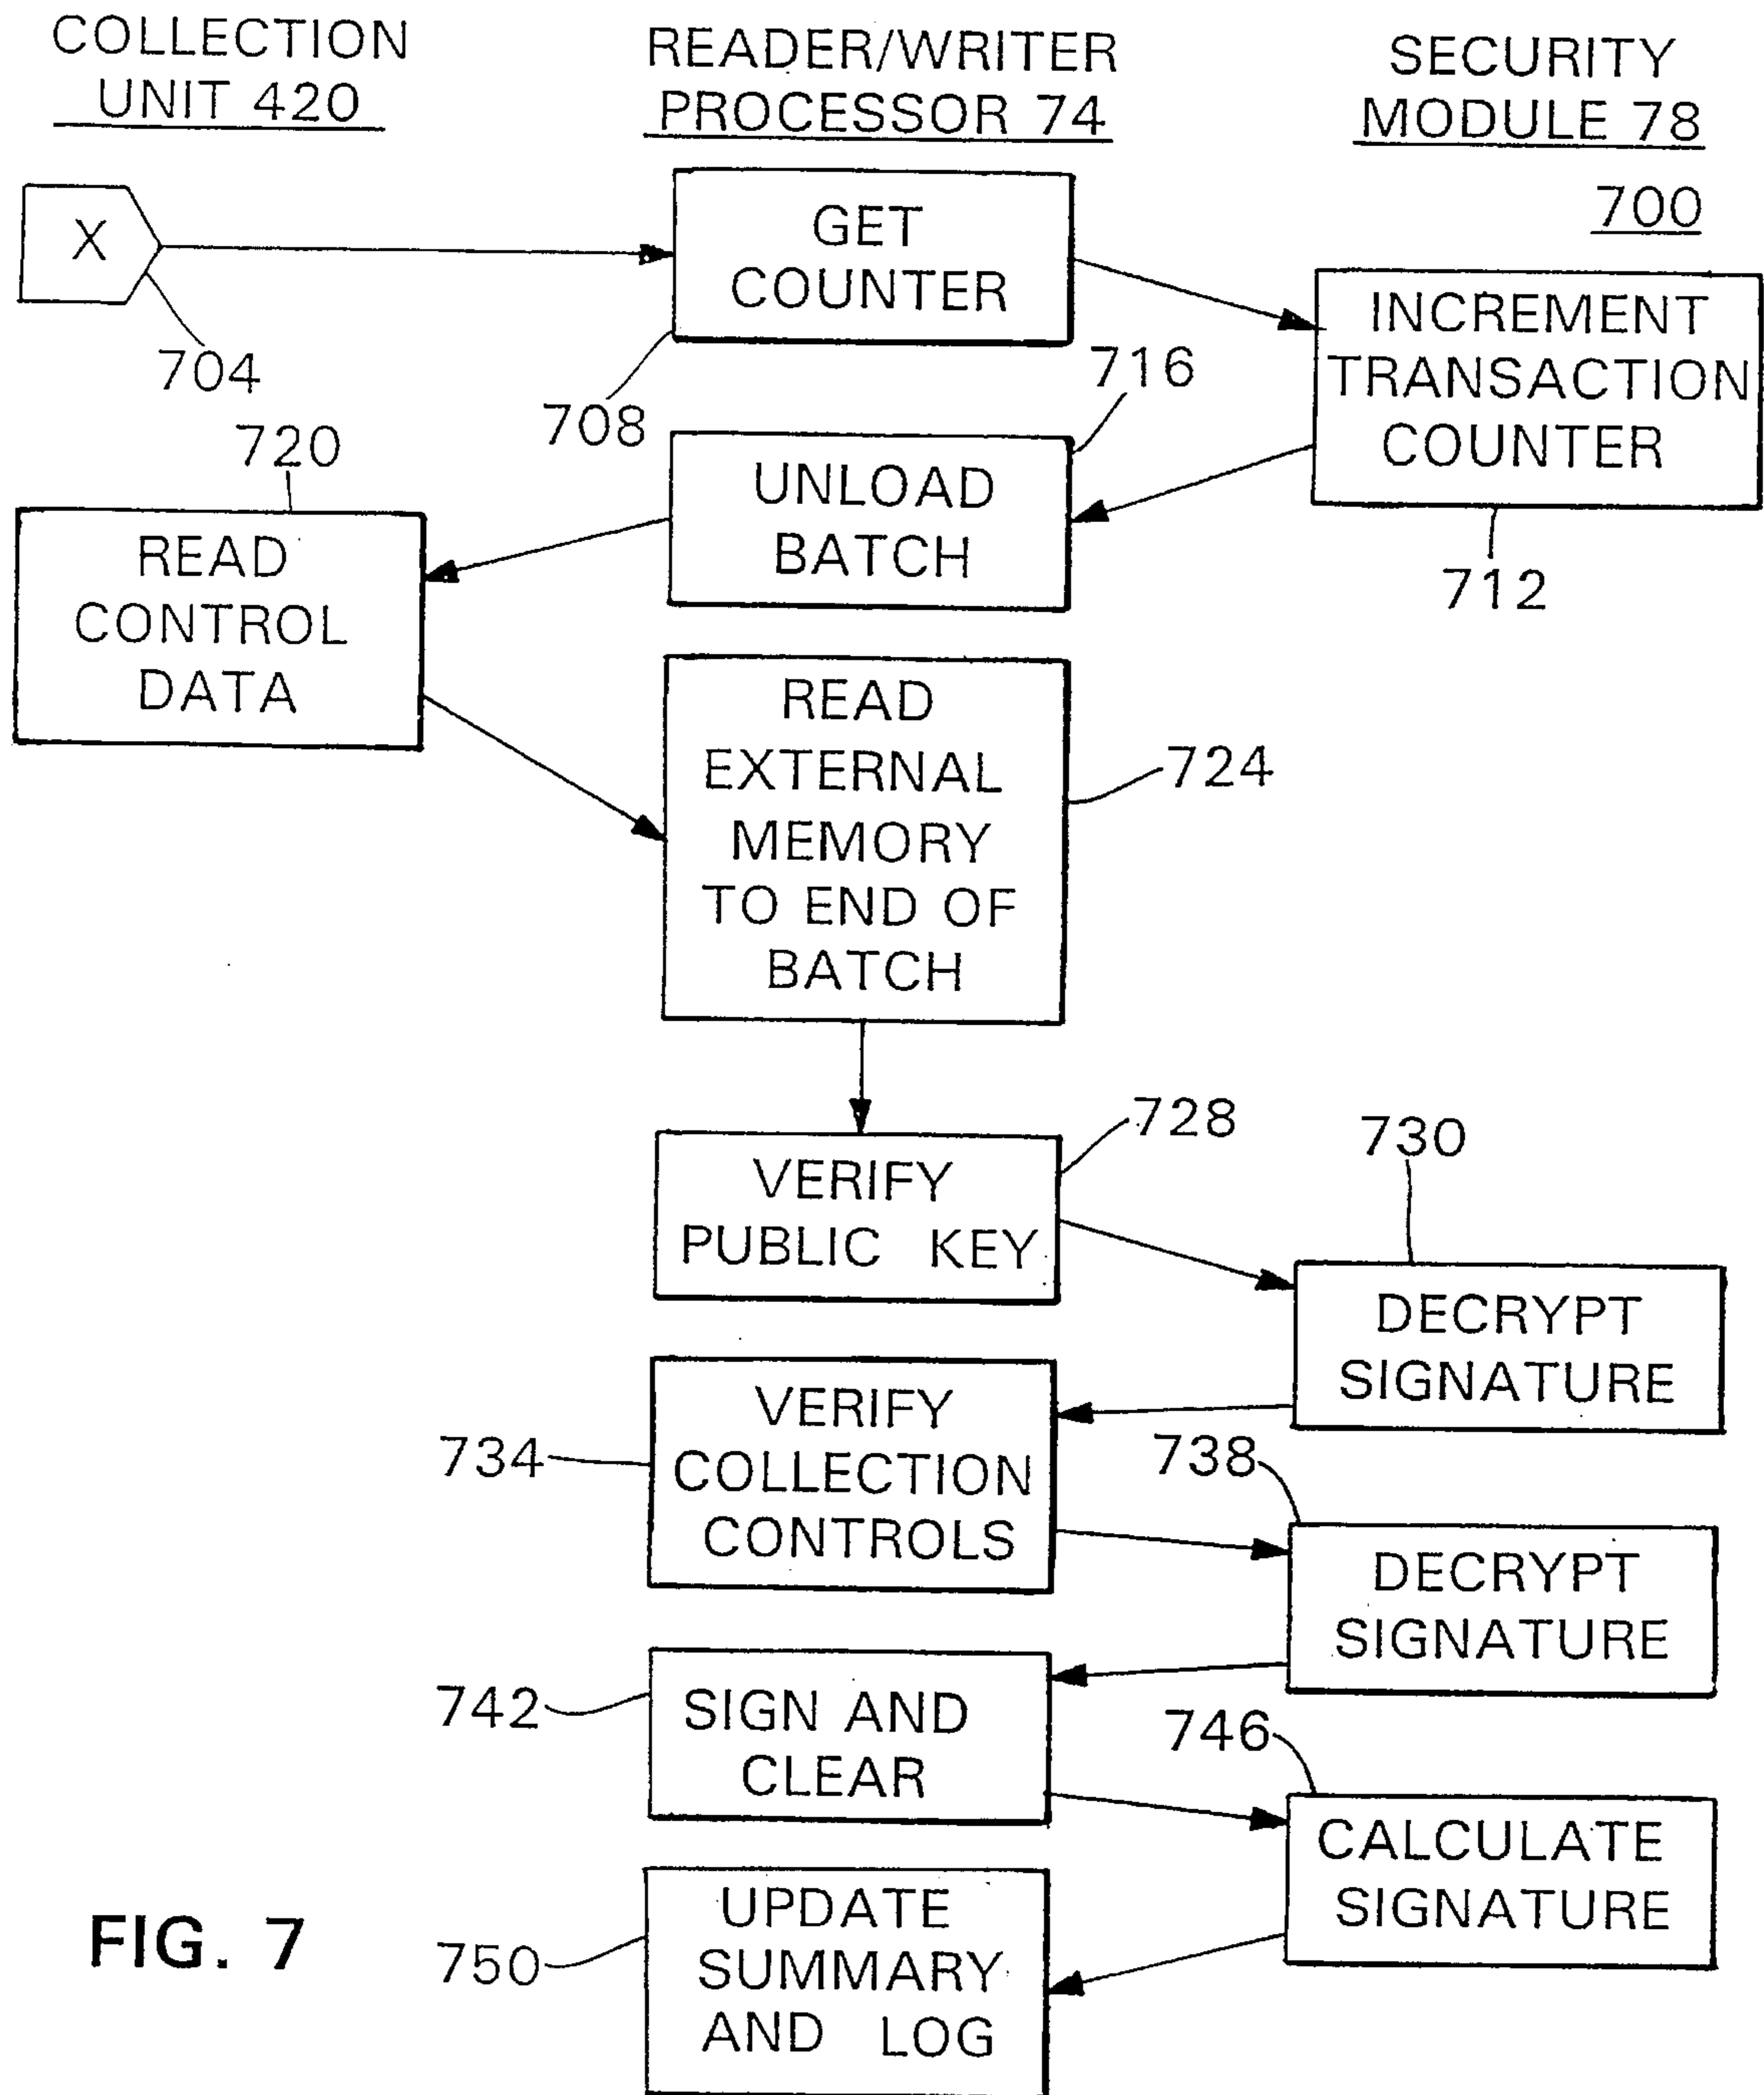 COLLECTION
UNIT 420
READER/WRITER
PROCESSOR 74
SECURITY
MODULE 78
700
X
704
GET
COUNTER
708
INCREMENT
TRANSACTION
COUNTER
712
716
UNLOAD
BATCH
720
READ
CONTROL
DATA
READ
EXTERNAL
MEMORY
TO END OF
BATCH
724
728
VERIFY
PUBLIC KEY
730
DECRYPT
SIGNATURE
734
VERIFY
COLLECTION
CONTROLS
738
DECRYPT
SIGNATURE
742
SIGN AND
CLEAR
746
CALCULATE
SIGNATURE
750
UPDATE
SUMMARY
AND LOG
FIG. 7